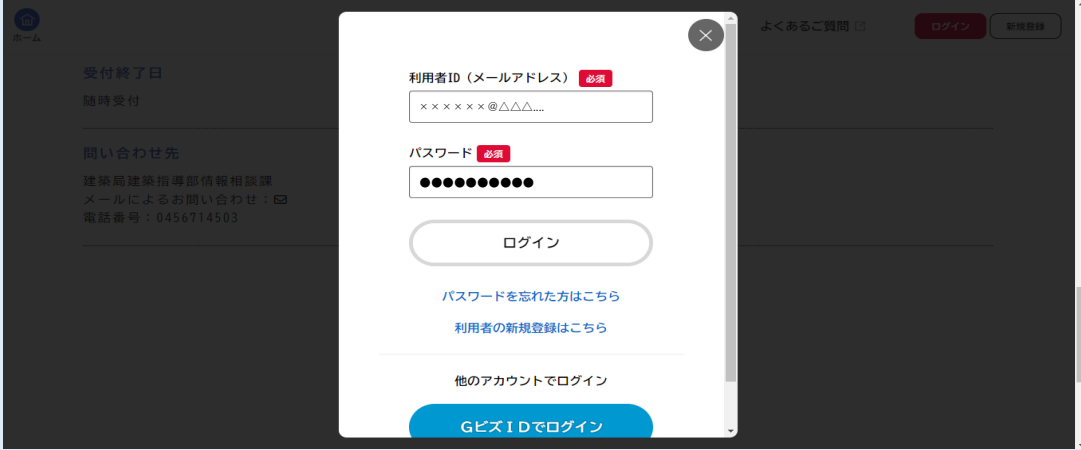 ホーム
よくあるご質問
ログイン
新規登録
受付終了日
随時受付
問い合わせ先
建築局建築指導部情報相談課
メールによるお問い合わせ：
電話番号：0456714503
利用者ID（メールアドレス） 必須
××××××@△△△....
パスワード 必須
●●●●●●●●●●
ログイン
パスワードを忘れた方はこちら
利用者の新規登録はこちら
他のアカウントでログイン
GビズIDでログイン